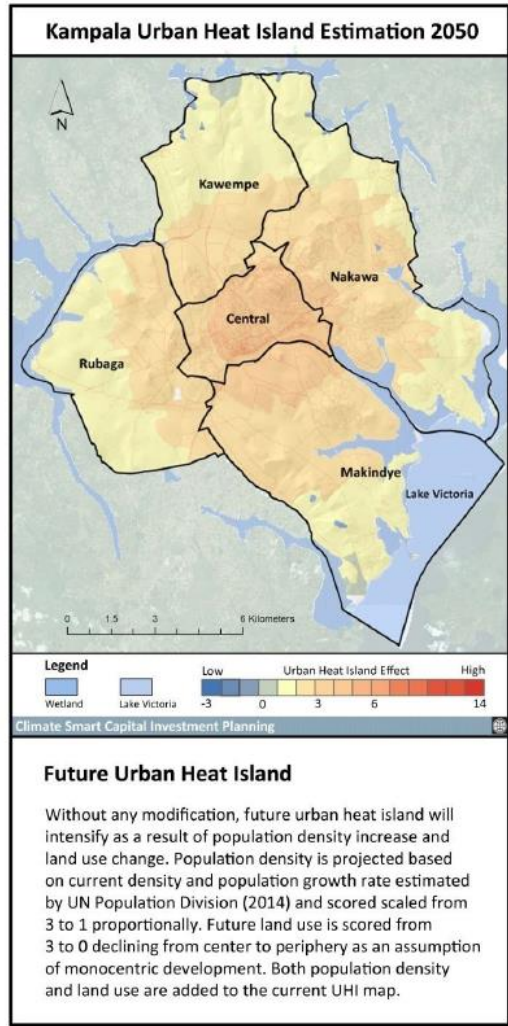 Kampala Urban Heat Island Estimation 2050
N
Kawempe
Nakawa
Central
Rubaga
Makindye
Lake Victoria
0 1.5 3 6 Kilometers
Legend
Wetland
Lake Victoria
Low Urban Heat Island Effect High
-3 0 3 6 14
Climate Smart Capital Investment Planning
Future Urban Heat Island
Without any modification, future urban heat island will
intensify as a result of population density increase and
land use change. Population density is projected based
on current density and population growth rate estimated
by UN Population Division (2014) and scored scaled from
3 to 1 proportionally. Future land use is scored from
3 to 0 declining from center to periphery as an assumption
of monocentric development. Both population density
and land use are added to the current UHI map.